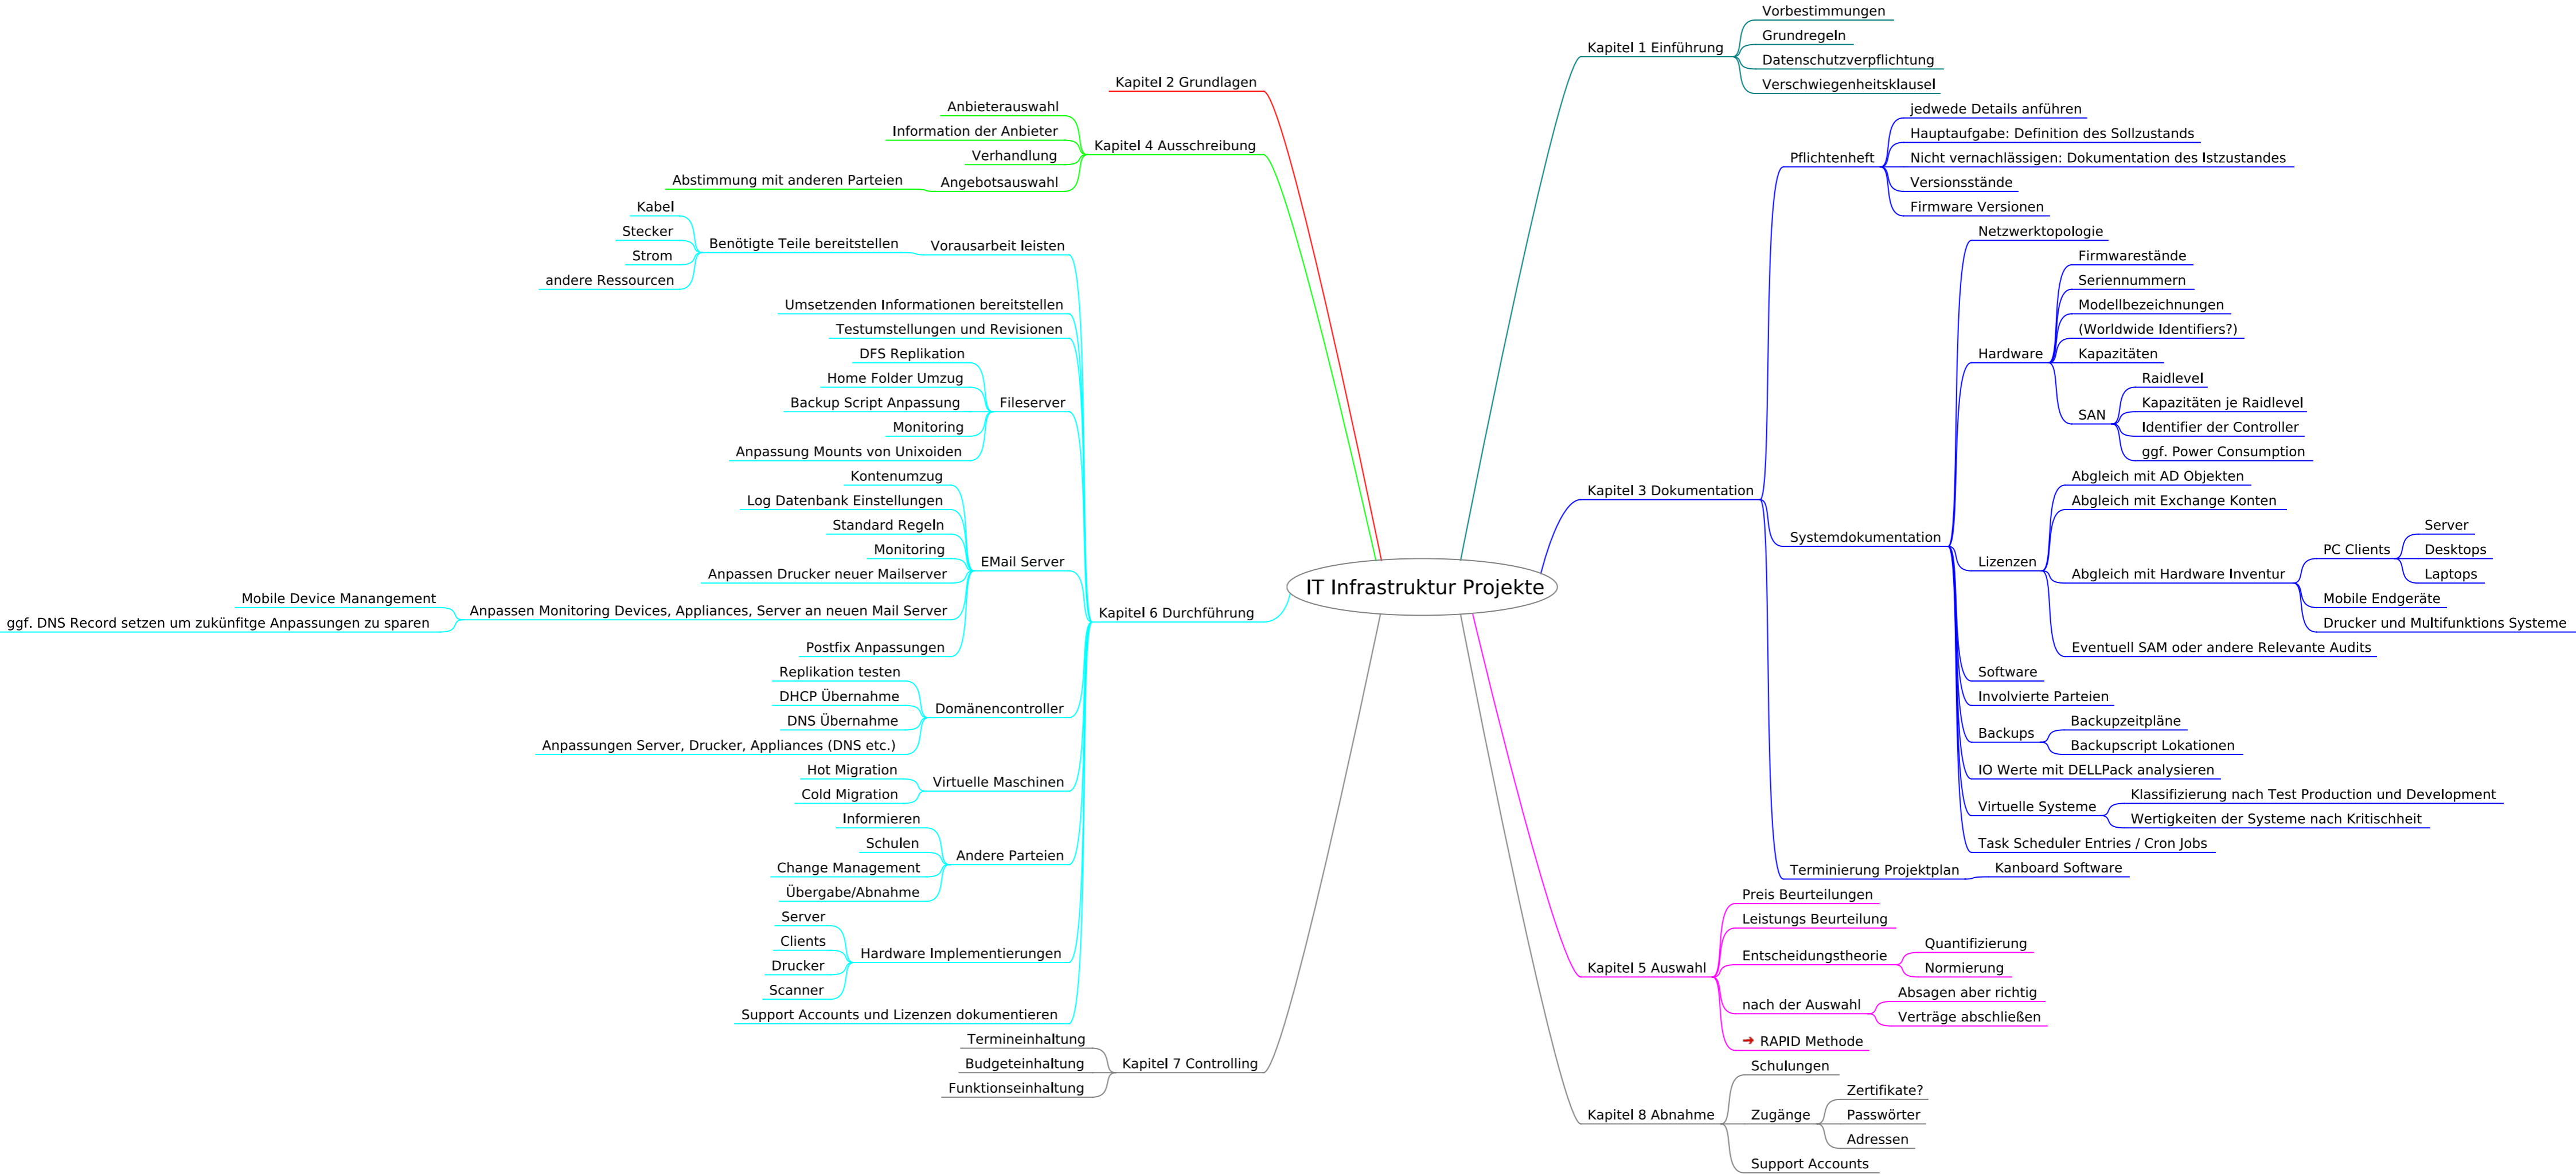 IT Infrastruktur Projekte
Kapitel 1 Einführung
Vorbestimmungen
Grundregeln
Datenschutzverpflichtung
Verschwiegenheitsklausel
Kapitel 2 Grundlagen
Kapitel 3 Dokumentation
Pflichtenheft
jedwede Details anführen
Hauptaufgabe: Definition des Sollzustands
Nicht vernachlässigen: Dokumentation des Istzustandes
Versionsstände
Firmware Versionen
Systemdokumentation
Netzwerktopologie
Hardware
Firmwarestände
Seriennummern
Modellbezeichnungen
(Worldwide Identifiers?)
Kapazitäten
SAN
Raidlevel
Kapazitäten je Raidlevel
Identifier der Controller
ggf. Power Consumption
Lizenzen
Abgleich mit AD Objekten
Abgleich mit Exchange Konten
Abgleich mit Hardware Inventur
PC Clients
Server
Desktops
Laptops
Mobile Endgeräte
Drucker und Multifunktions Systeme
Eventuell SAM oder andere Relevante Audits
Software
Involvierte Parteien
Backups
Backupzeitpläne
Backupscript Lokationen
IO Werte mit DELLPack analysieren
Virtuelle Systeme
Klassifizierung nach Test Production und Development
Wertigkeiten der Systeme nach Kritischheit
Task Scheduler Entries / Cron Jobs
Terminierung Projektplan
Kanboard Software
Kapitel 4 Ausschreibung
Anbieterauswahl
Information der Anbieter
Verhandlung
Angebotsauswahl
Abstimmung mit anderen Parteien
Kapitel 5 Auswahl
Preis Beurteilungen
Leistungs Beurteilung
Entscheidungstheorie
Quantifizierung
Normierung
nach der Auswahl
Absagen aber richtig
Verträge abschließen
RAPID Methode
Kapitel 6 Durchführung
Vorausarbeit leisten
Benötigte Teile bereitstellen
Kabel
Stecker
Strom
andere Ressourcen
Umsetzenden Informationen bereitstellen
Testumstellungen und Revisionen
Fileserver
DFS Replikation
Home Folder Umzug
Backup Script Anpassung
Monitoring
Anpassung Mounts von Unixoiden
EMail Server
Kontenumzug
Log Datenbank Einstellungen
Standard Regeln
Monitoring
Anpassen Drucker neuer Mailserver
Anpassen Monitoring Devices, Appliances, Server an neuen Mail Server
Mobile Device Manangement
ggf. DNS Record setzen um zukünfitge Anpassungen zu sparen
Postfix Anpassungen
Domänencontroller
Replikation testen
DHCP Übernahme
DNS Übernahme
Anpassungen Server, Drucker, Appliances (DNS etc.)
Virtuelle Maschinen
Hot Migration
Cold Migration
Andere Parteien
Informieren
Schulen
Change Management
Übergabe/Abnahme
Hardware Implementierungen
Server
Clients
Drucker
Scanner
Support Accounts und Lizenzen dokumentieren
Kapitel 7 Controlling
Termineinhaltung
Budgeteinhaltung
Funktionseinhaltung
Kapitel 8 Abnahme
Schulungen
Zugänge
Zertifikate?
Passwörter
Adressen
Support Accounts